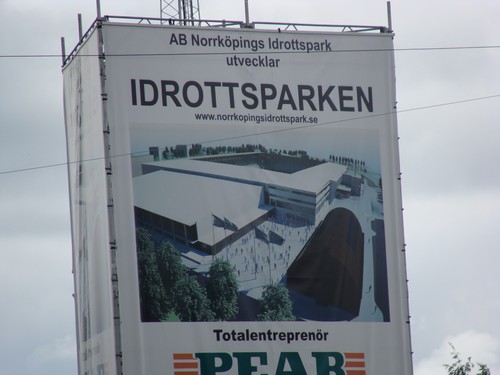 AB Norrköpings Idrottspark
utvecklar
IDROTTSPARKEN
www.norrkopingsidrottspark.se
Totalentreprenör
PEAB